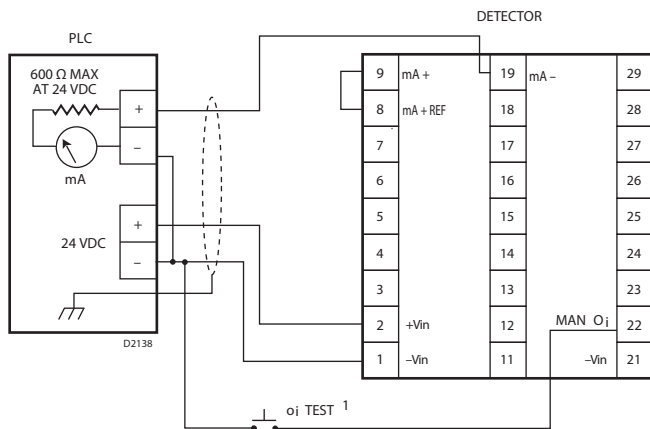 DETECTOR
PLC
600 Ω MAX
AT 24 VDC
+
–
mA
24 VDC
+
–
D2138
9 mA + 19 mA – 29
8 mA + REF 18 28
7 17 27
6 16 26
5 15 25
4 14 24
3 13 23
2 +Vin 12 MAN Oi 22
1 –Vin 11 –Vin 21
oi TEST 1